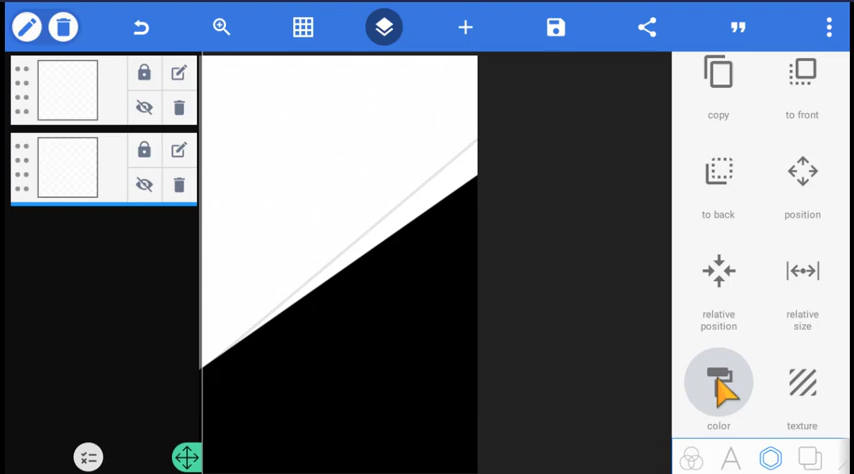 copy
to front
to back
position
relative
position
relative
size
color
texture